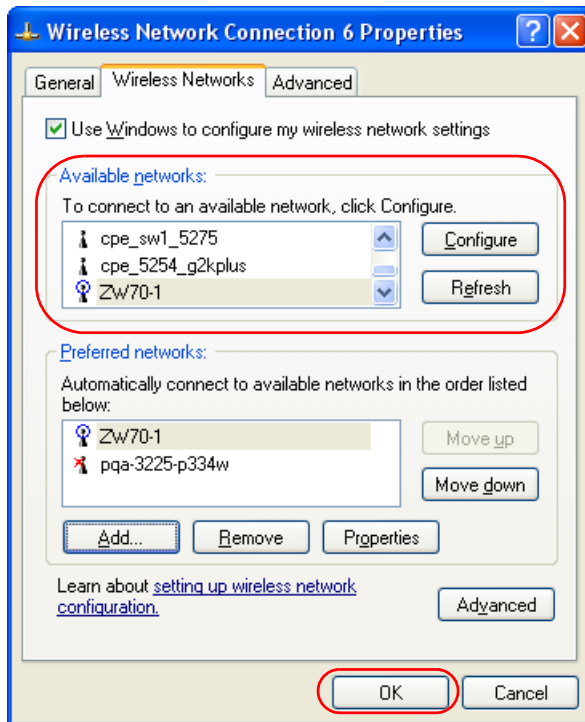 Wireless Network Connection 6 Properties
General Wireless Networks Advanced
Use Windows to configure my wireless network settings
Available networks:
To connect to an available network, click Configure.
cpe_sw1_5275
cpe_5254_g2kplus
ZW70-1
Configure
Refresh
Preferred networks:
Automatically connect to available networks in the order listed
below:
ZW70-1
pqa-3225-p334w
Move up
Move down
Add... Remove Properties
Learn about setting up wireless network
configuration.
Advanced
OK Cancel